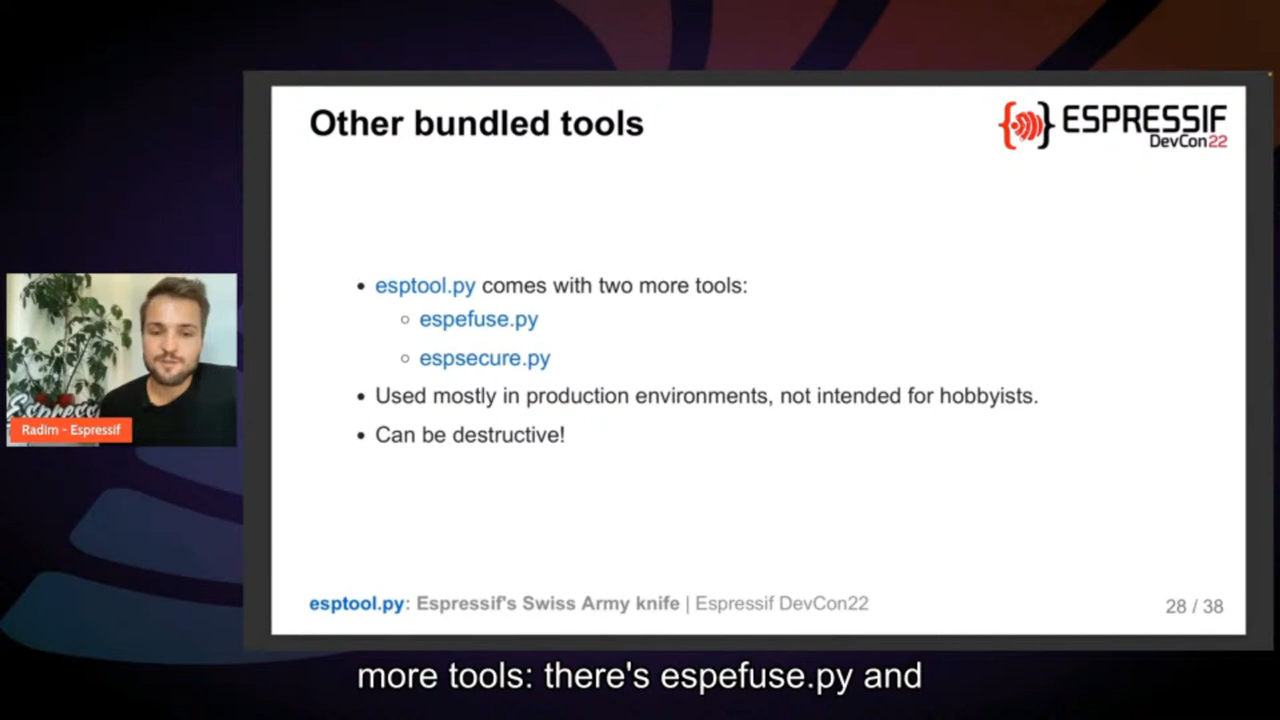 Other bundled tools
ESPRESSIF
DevCon22
• esptool.py comes with two more tools:
○ espefuse.py
○ espsecure.py
• Used mostly in production environments, not intended for hobbyists.
• Can be destructive!
Espressif
Radim - Espressif
esptool.py: Espressif's Swiss Army knife | Espressif DevCon22
28 / 38
more tools: there's espefuse.py and